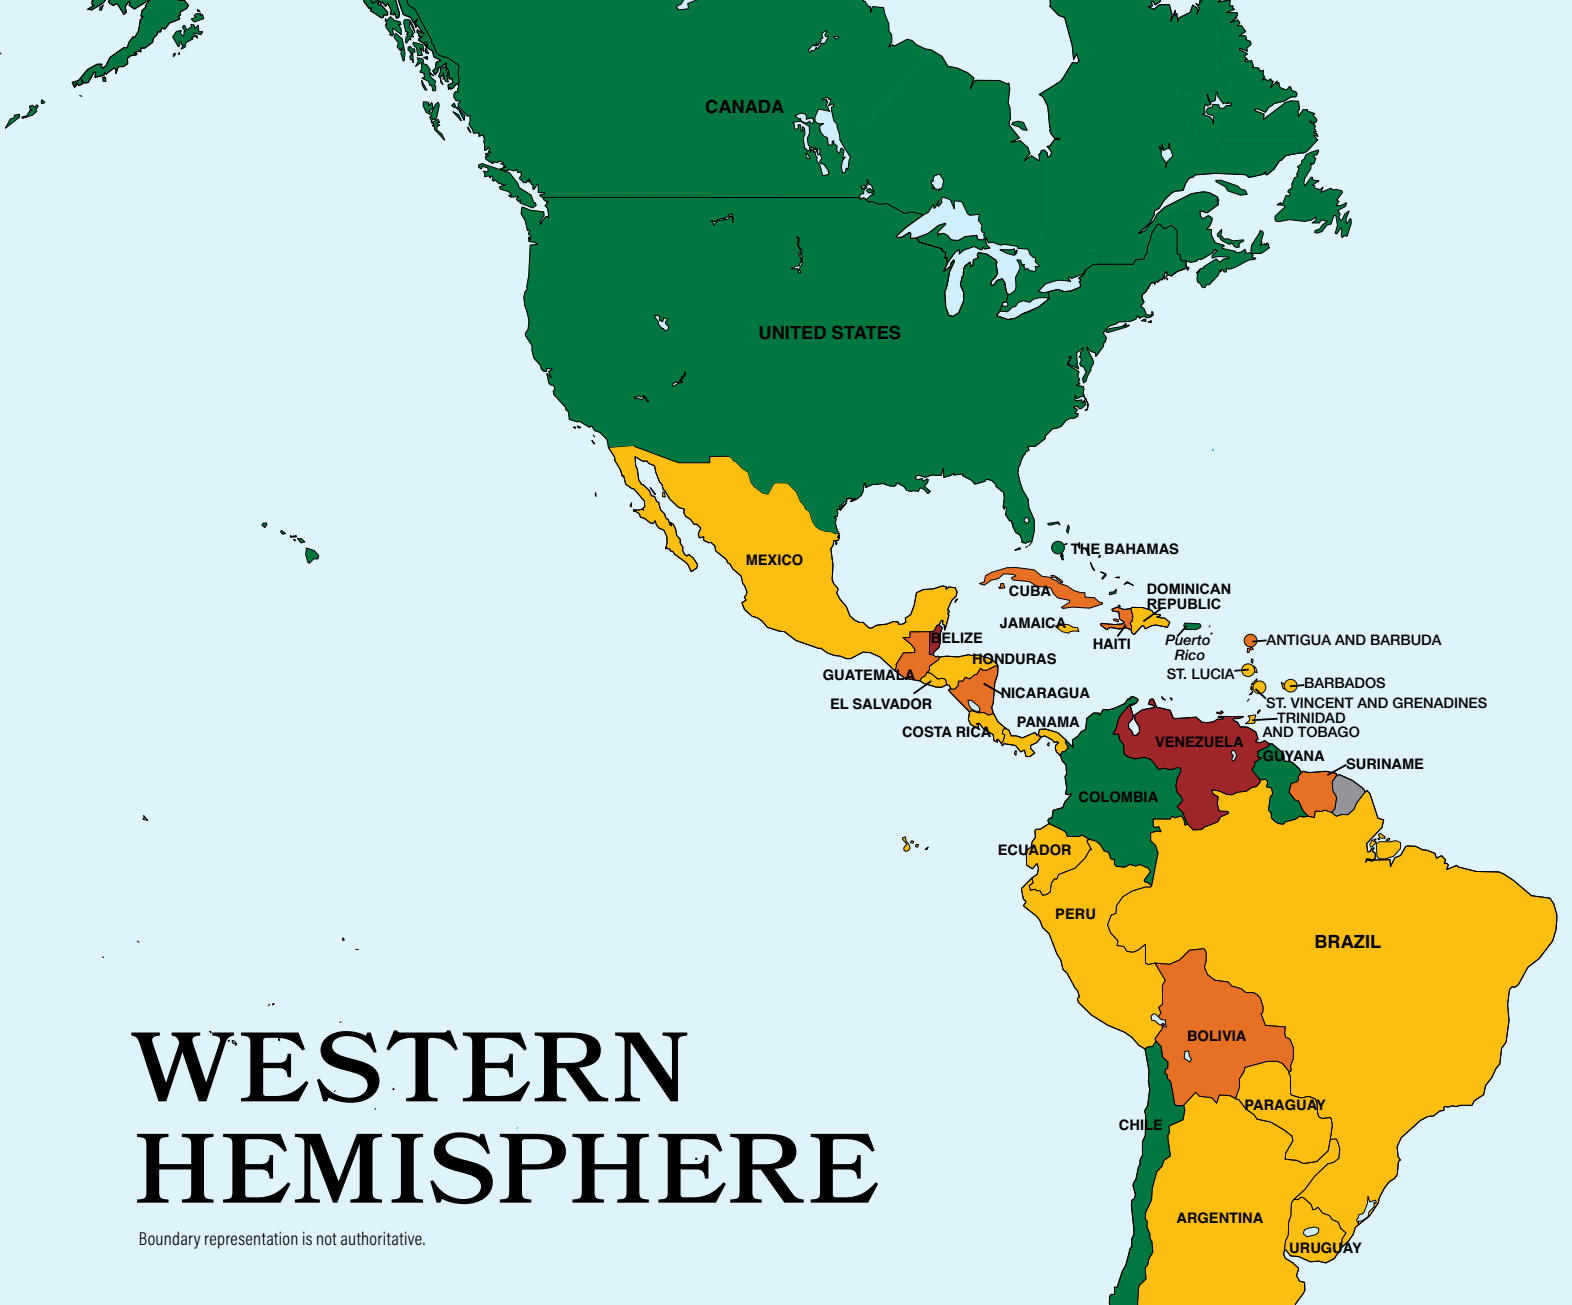 CANADA
UNITED STATES
MEXICO
THE BAHAMAS
CUBA
DOMINICAN
REPUBLIC
JAMAICA
HAITI
Puerto
Rico
BELIZE
ANTIGUA AND BARBUDA
HONDURAS
GUATEMALA
ST. LUCIA
BARBADOS
EL SALVADOR
NICARAGUA
ST. VINCENT AND GRENADINES
COSTA RICA
PANAMA
TRINIDAD
AND TOBAGO
VENEZUELA
GUYANA
SURINAME
COLOMBIA
ECUADOR
PERU
BRAZIL
BOLIVIA
PARAGUAY
CHILE
ARGENTINA
URUGUAY
WESTERN
HEMISPHERE
Boundary representation is not authoritative.